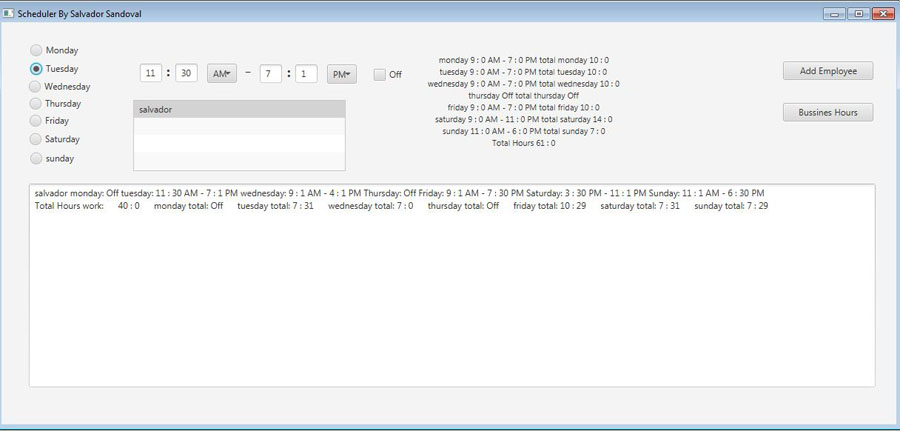 Scheduler By Salvador Sandoval
Monday
Tuesday
Wednesday
Thursday
Friday
Saturday
sunday
11 : 30 AM - 7 : 1 PM Off
salvador
monday 9 : 0 AM - 7 : 0 PM total monday 10 : 0
tuesday 9 : 0 AM - 7 : 0 PM total tuesday 10 : 0
wednesday 9 : 0 AM - 7 : 0 PM total wednesday 10 : 0
thursday Off total thursday Off
friday 9 : 0 AM - 7 : 0 PM total friday 10 : 0
saturday 9 : 0 AM - 11 : 0 PM total saturday 14 : 0
sunday 11 : 0 AM - 6 : 0 PM total sunday 7 : 0
Total Hours 61 : 0
Add Employee
Bussines Hours
salvador monday: Off tuesday: 11 : 30 AM - 7 : 1 PM wednesday: 9 : 1 AM - 4 : 1 PM Thursday: Off Friday: 9 : 1 AM - 7 : 30 PM Saturday: 3 : 30 PM - 11 : 1 PM Sunday: 11 : 1 AM - 6 : 30 PM
Total Hours work: 40 : 0 monday total: Off tuesday total: 7 : 31 wednesday total: 7 : 0 thursday total: Off friday total: 10 : 29 saturday total: 7 : 31 sunday total: 7 : 29